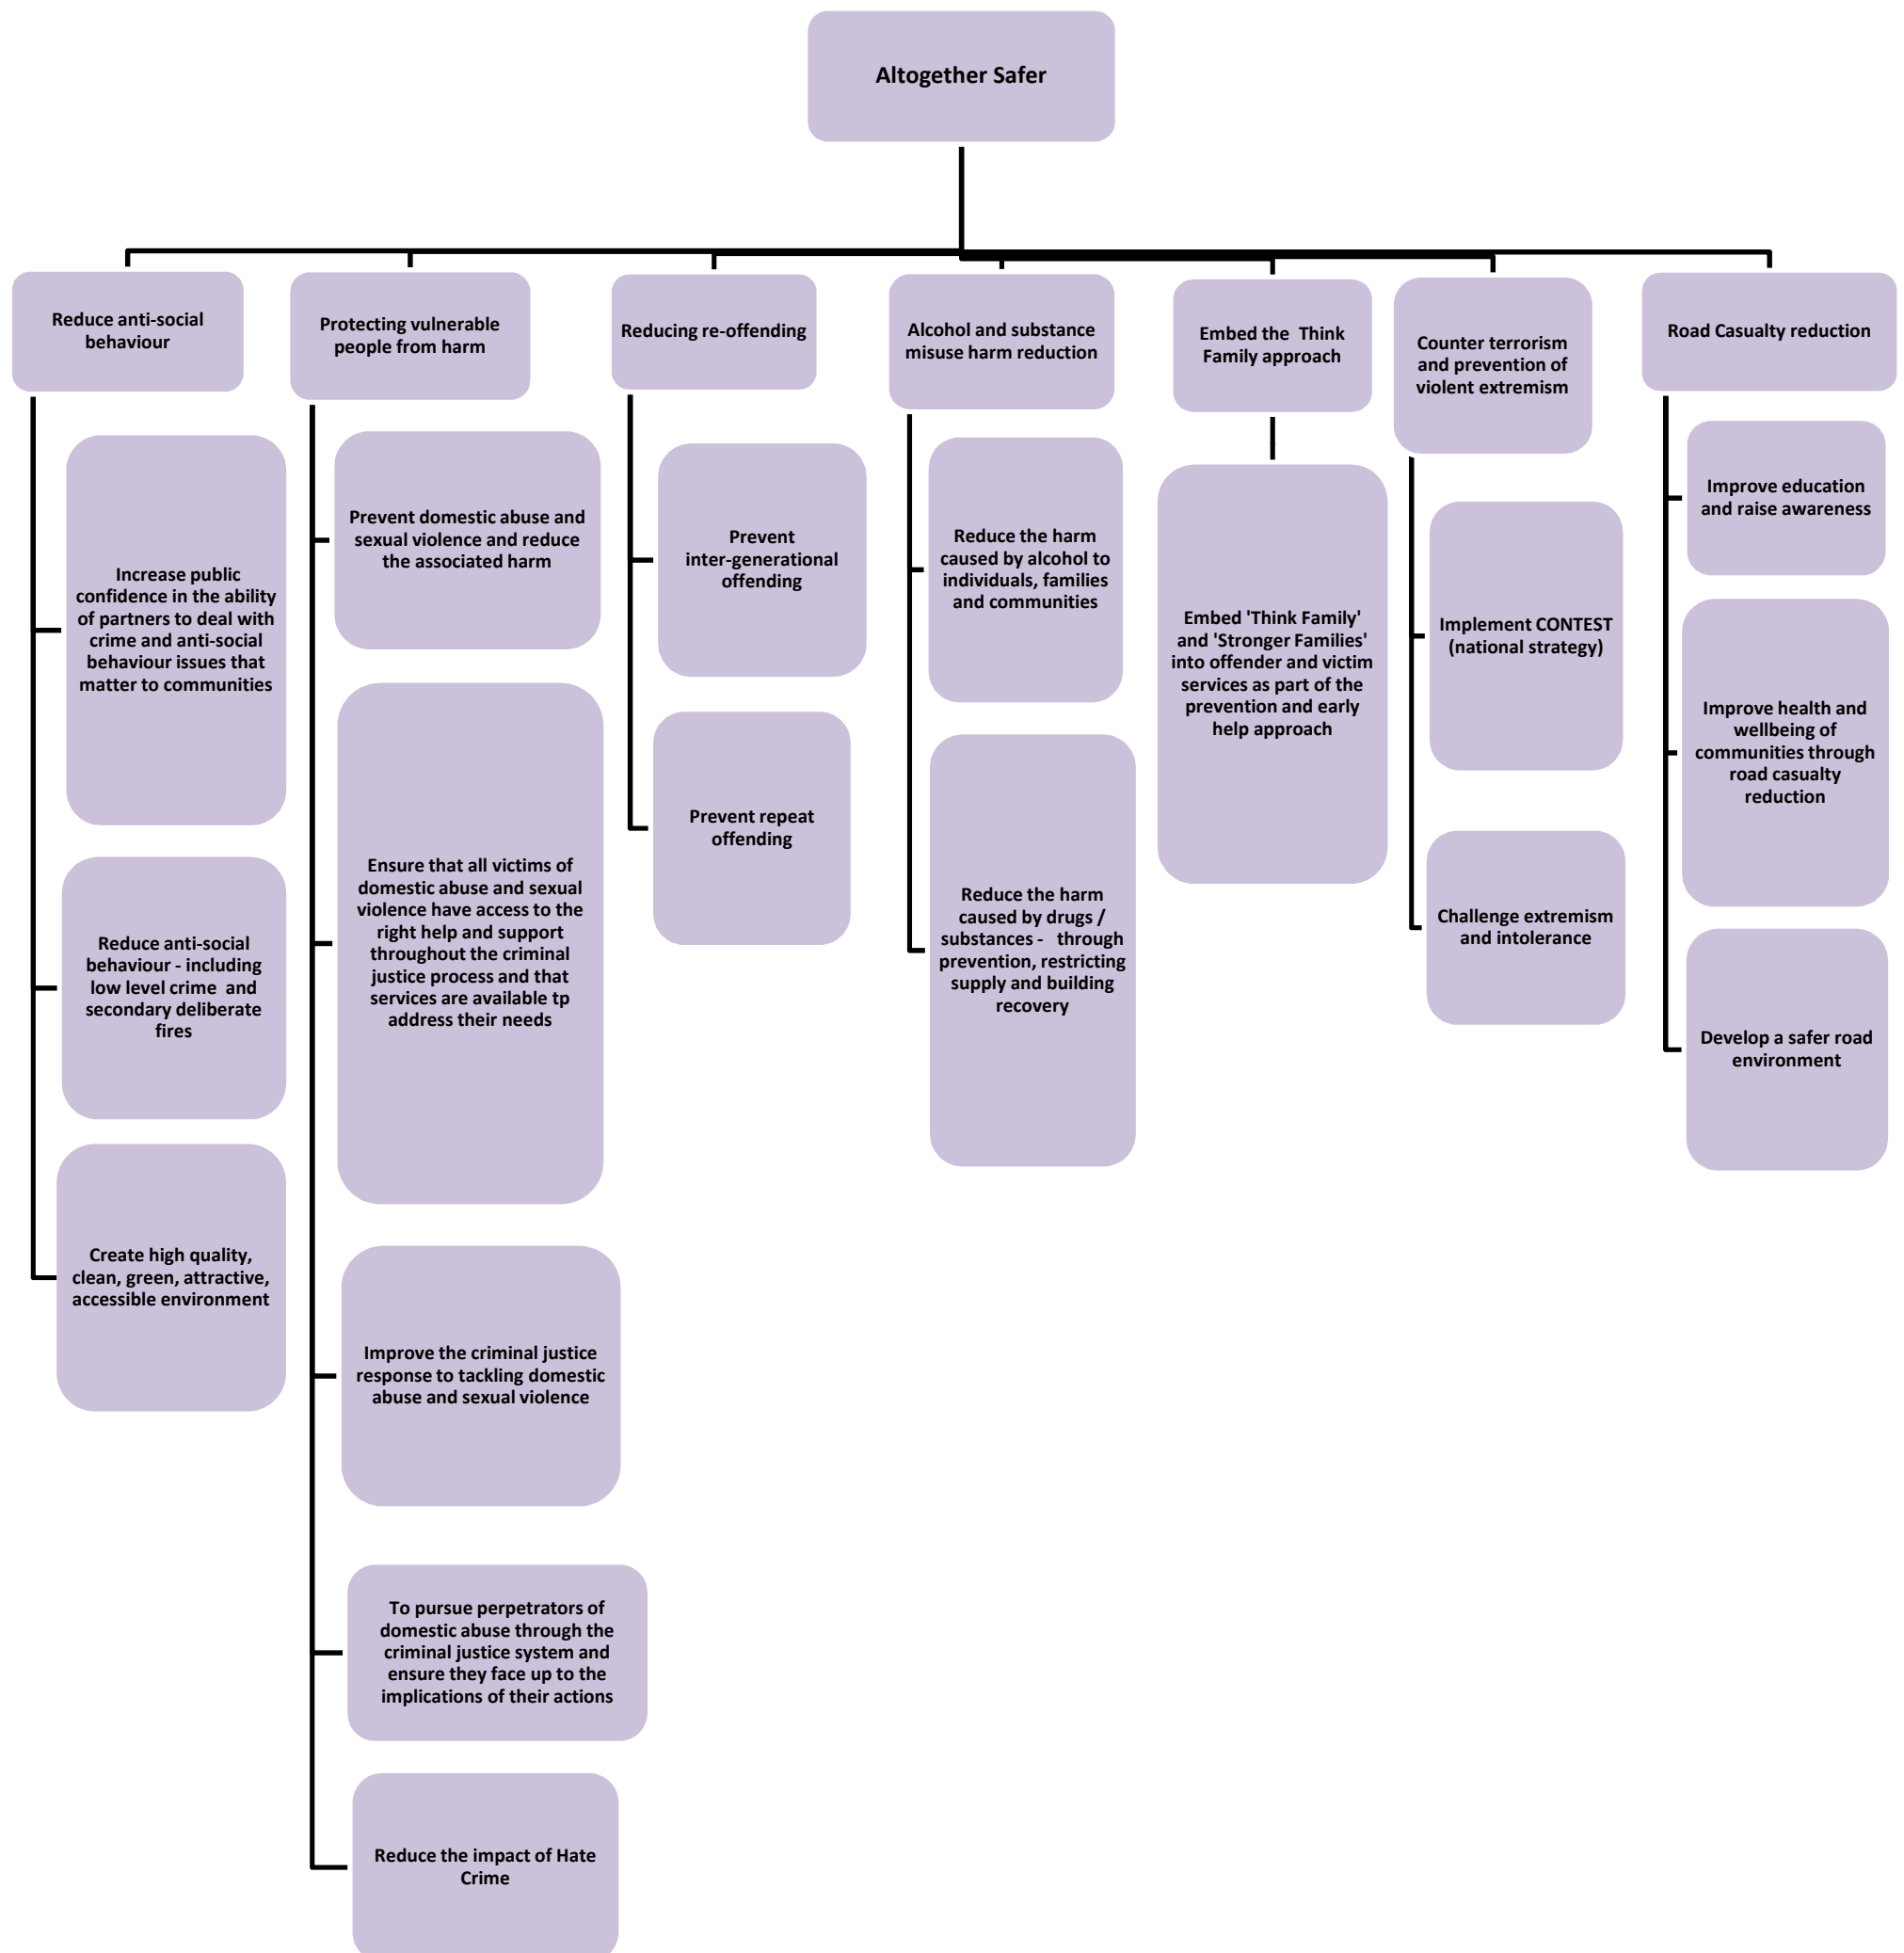 Altogether Safer
Reduce anti-social
behaviour
Increase public
confidence in the ability
of partners to deal with
crime and anti-social
behaviour issues that
matter to communities
Reduce anti-social
behaviour - including
low level crime and
secondary deliberate
fires
Create high quality,
clean, green, attractive,
accessible environment
Protecting vulnerable
people from harm
Prevent domestic abuse and
sexual violence and reduce
the associated harm
Ensure that all victims of
domestic abuse and sexual
violence have access to the
right help and support
throughout the criminal
justice process and that
services are available tp
address their needs
Improve the criminal justice
response to tackling domestic
abuse and sexual violence
To pursue perpetrators of
domestic abuse through the
criminal justice system and
ensure they face up to the
implications of their actions
Reduce the impact of Hate
Crime
Reducing re-offending
Prevent
inter-generational
offending
Prevent repeat
offending
Alcohol and substance
misuse harm reduction
Reduce the harm
caused by alcohol to
individuals, families
and communities
Reduce the harm
caused by drugs /
substances - through
prevention, restricting
supply and building
recovery
Embed the Think
Family approach
Embed 'Think Family'
and 'Stronger Families'
into offender and victim
services as part of the
prevention and early
help approach
Counter terrorism
and prevention of
violent extremism
Implement CONTEST
(national strategy)
Challenge extremism
and intolerance
Road Casualty reduction
Improve education
and raise awareness
Improve health and
wellbeing of
communities through
road casualty
reduction
Develop a safer road
environment